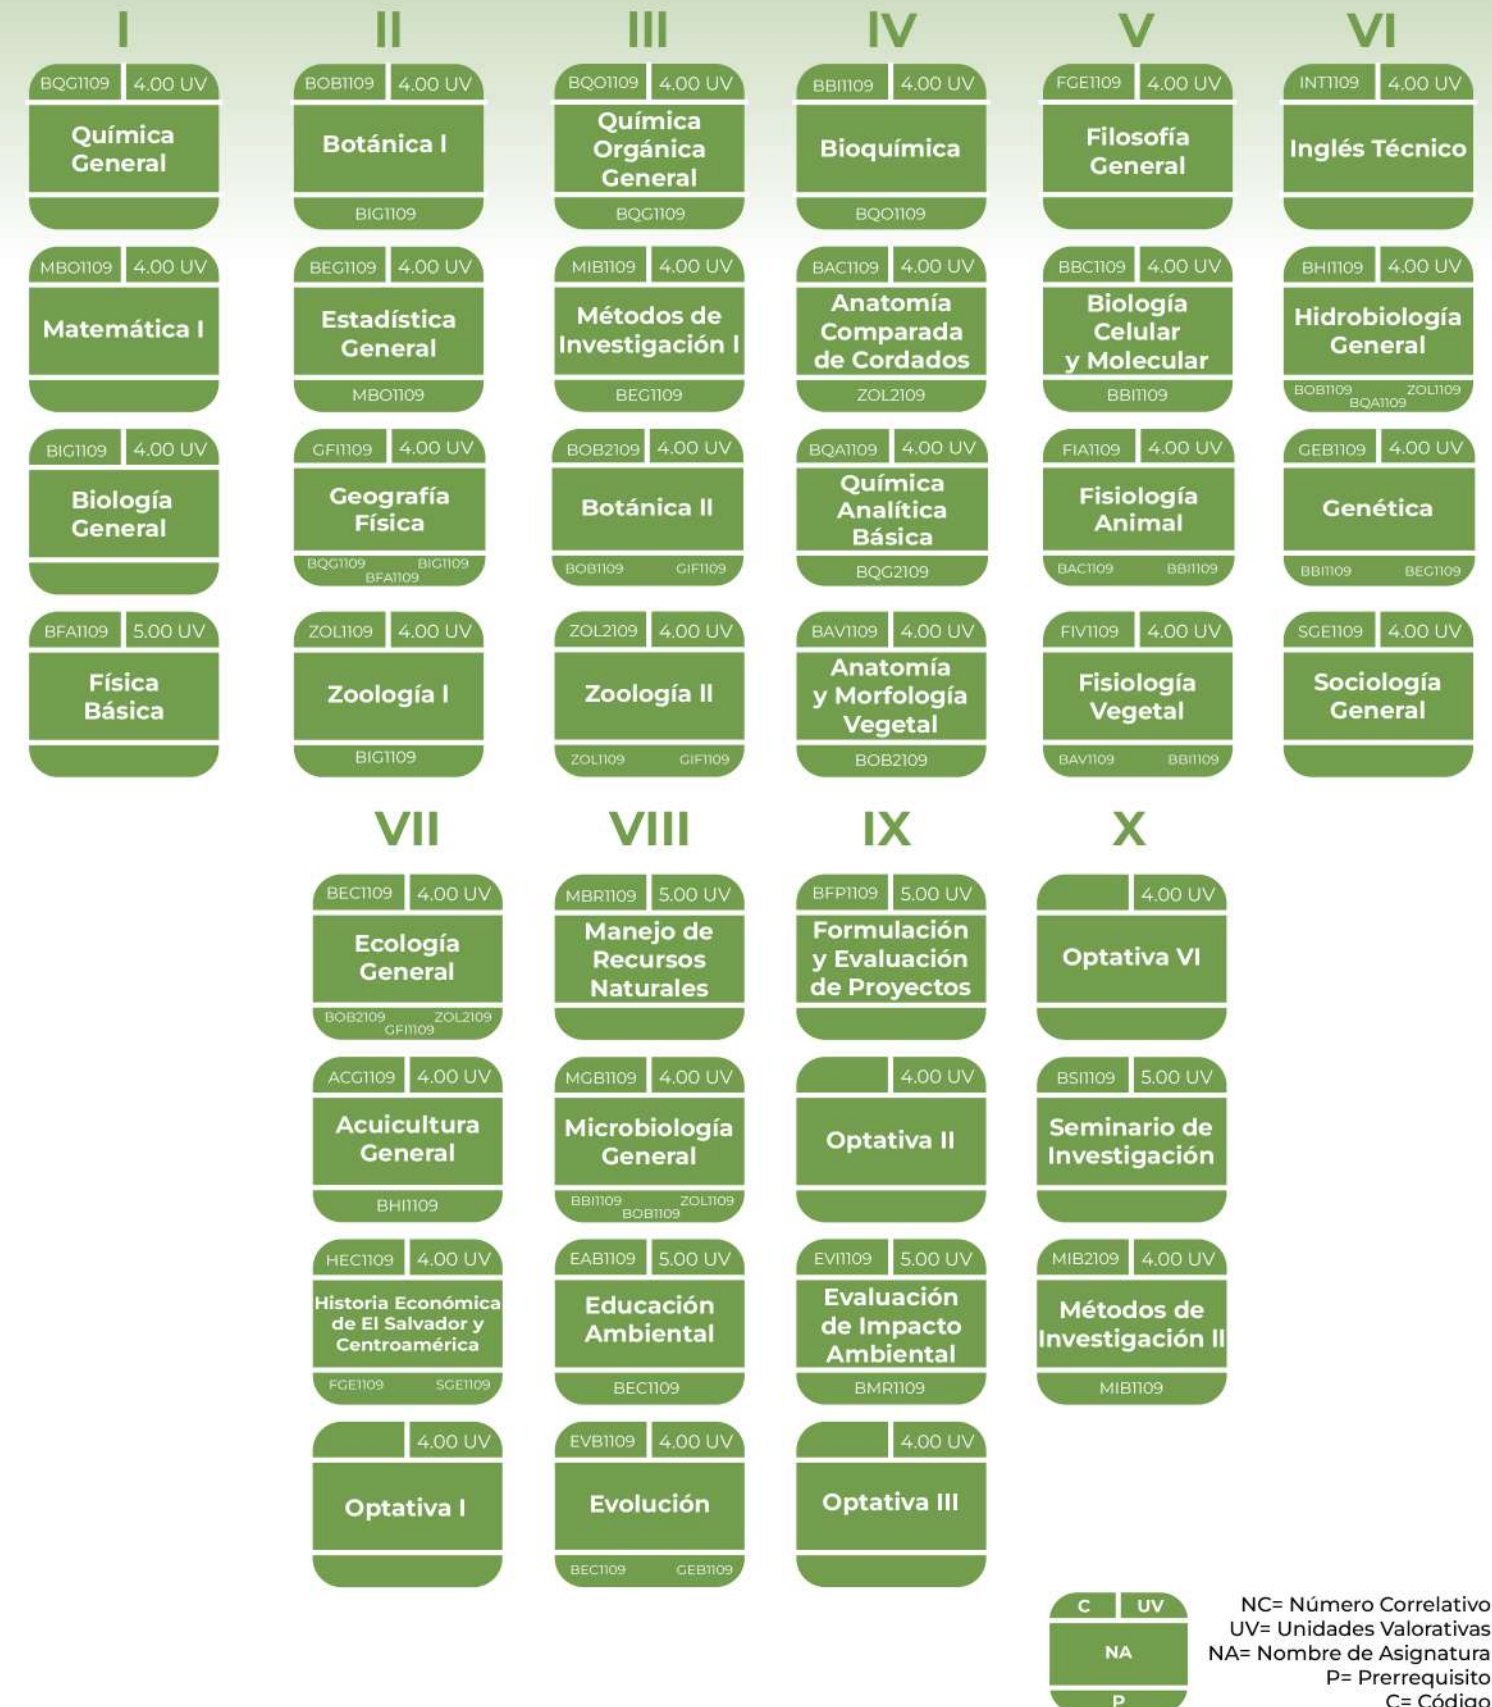 I
II
III
IV
V
VI
BQG1109 4.00 UV
Química
General
BOB1109 4.00 UV
Botánica I
BIG1109
BQO1109 4.00 UV
Química
Orgánica
General
BQG1109
BBI1109 4.00 UV
Bioquímica
BQO1109
FGE1109 4.00 UV
Filosofía
General
INT1109 4.00 UV
Inglés Técnico
MBO1109 4.00 UV
Matemática I
BEG1109 4.00 UV
Estadística
General
MBO1109
MIB1109 4.00 UV
Métodos de
Investigación I
BEG1109
BAC1109 4.00 UV
Anatomía
Comparada
de Cordados
ZOL2109
BBC1109 4.00 UV
Biología
Celular
y Molecular
BBI1109
BHI1109 4.00 UV
Hidrobiología
General
BOB1109 ZOL1109
BQA1109
BIG1109 4.00 UV
Biología
General
GFI1109 4.00 UV
Geografía
Física
BQG1109 BIG1109
BFA1109
BOB2109 4.00 UV
Botánica II
BOB1109 GIF1109
BQA1109 4.00 UV
Química
Analítica
Básica
BQG2109
FIA1109 4.00 UV
Fisiología
Animal
BAC1109 BBI1109
GEB1109 4.00 UV
Genética
BBI1109 BEG1109
BFA1109 5.00 UV
Física
Básica
ZOL1109 4.00 UV
Zoología I
BIG1109
ZOL2109 4.00 UV
Zoología II
ZOL1109 GIF1109
BAV1109 4.00 UV
Anatomía
y Morfología
Vegetal
BOB2109
FIV1109 4.00 UV
Fisiología
Vegetal
BAV1109 BBI1109
SGE1109 4.00 UV
Sociología
General
VII
VIII
IX
X
BEC1109 4.00 UV
Ecología
General
BOB2109 ZOL2109
GFI1109
MBR1109 5.00 UV
Manejo de
Recursos
Naturales
BFP1109 5.00 UV
Formulación
y Evaluación
de Proyectos
4.00 UV
Optativa VI
ACG1109 4.00 UV
Acuicultura
General
BHI1109
MGB1109 4.00 UV
Microbiología
General
BBI1109 ZOL1109
BOB1109
4.00 UV
Optativa II
BSI1109 5.00 UV
Seminario de
Investigación
HEC1109 4.00 UV
Historia Económica
de El Salvador y
Centroamérica
FGE1109 SGE1109
EAB1109 5.00 UV
Educación
Ambiental
BEC1109
EVI1109 5.00 UV
Evaluación
de Impacto
Ambiental
BMR1109
MIB2109 4.00 UV
Métodos de
Investigación II
MIB1109
4.00 UV
Optativa I
EVB1109 4.00 UV
Evolución
BEC1109 GEB1109
4.00 UV
Optativa III
C UV
NA
P
NC= Número Correlativo
UV= Unidades Valorativas
NA= Nombre de Asignatura
P= Prerrequisito
C= Código